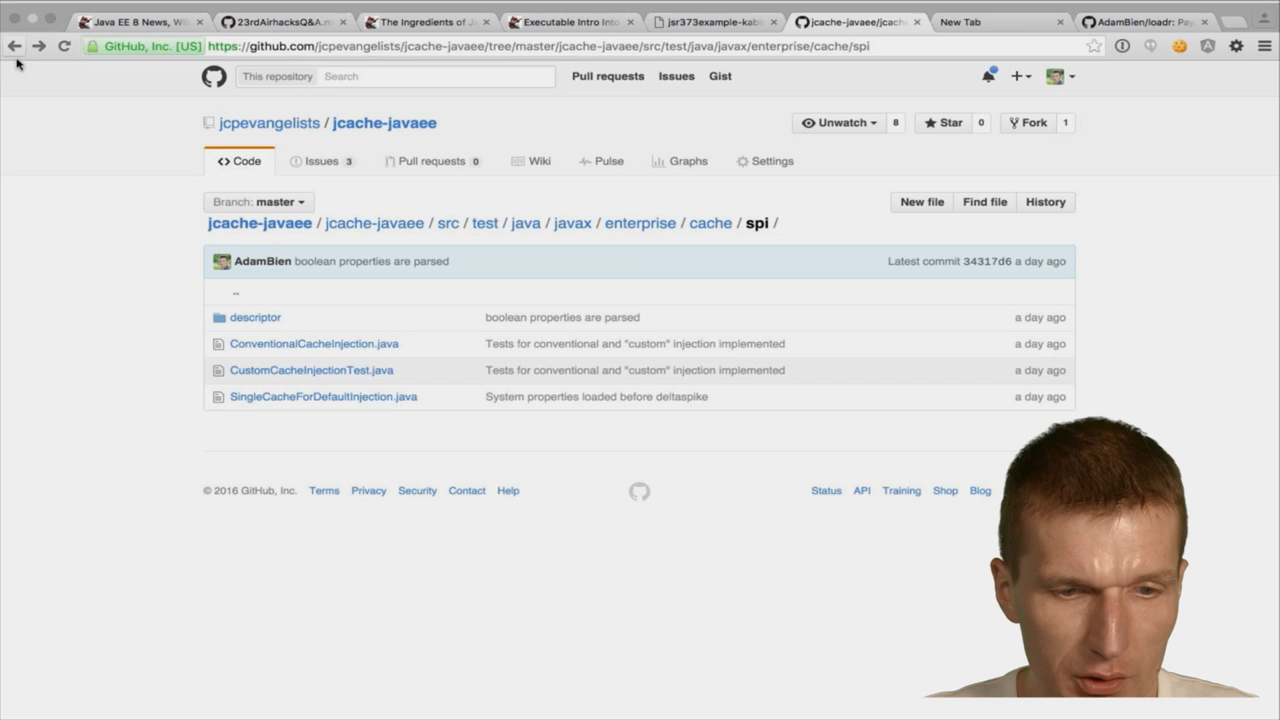 Java EE 8 News, Wil
23rdAirhacksQ&A.m
The Ingredients of J
Executable Intro Into
jsr373example-kabi
jcache-javaee/jcach
New Tab
AdamBien/loadr: Pay
GitHub, Inc. [US]
https://github.com/jcpevangelists/jcache-javaee/tree/master/jcache-javaee/src/test/java/javax/enterprise/cache/spi
This repository Search Pull requests Issues Gist
jcpevangelists / jcache-javaee
Unwatch 8 Star 0 Fork 1
Code Issues 3 Pull requests 0 Wiki Pulse Graphs Settings
Branch: master
New file Find file History
jcache-javaee / jcache-javaee / src / test / java / javax / enterprise / cache / spi /
AdamBien boolean properties are parsed Latest commit 34317d6 a day ago
..
descriptor boolean properties are parsed a day ago
ConventionalCacheInjection.java Tests for conventional and "custom" injection implemented a day ago
CustomCacheInjectionTest.java Tests for conventional and "custom" injection implemented a day ago
SingleCacheForDefaultInjection.java System properties loaded before deltaspike a day ago
© 2016 GitHub, Inc. Terms Privacy Security Contact Help
Status API Training Shop Blog